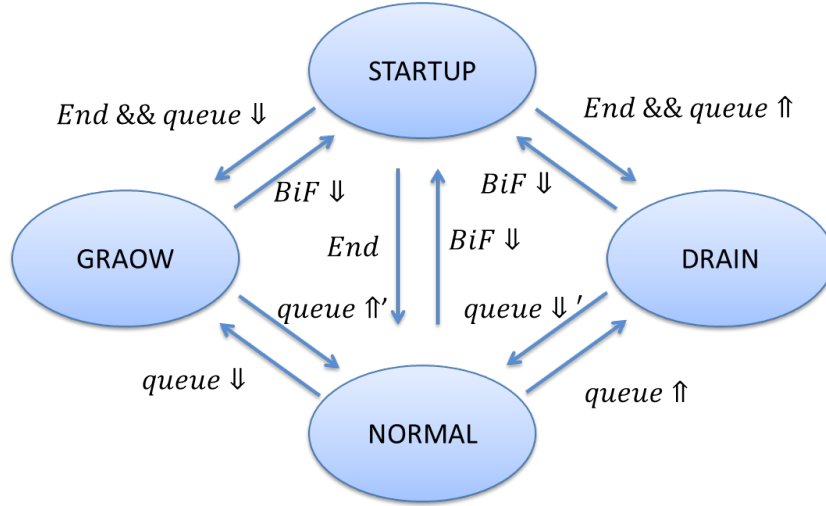 STARTUP
End && queue ⇓
End && queue ⇑
BiF ⇓
BiF ⇓
GRAOW
End
BiF ⇓
DRAIN
queue ⇑'
queue ⇓'
queue ⇓
queue ⇑
NORMAL